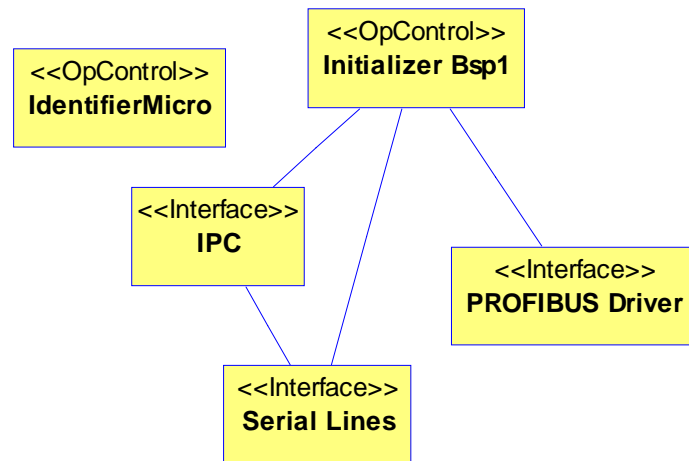 <<OpControl>>
Initializer Bsp1
<<OpControl>>
IdentifierMicro
<<Interface>>
IPC
<<Interface>>
PROFIBUS Driver
<<Interface>>
Serial Lines